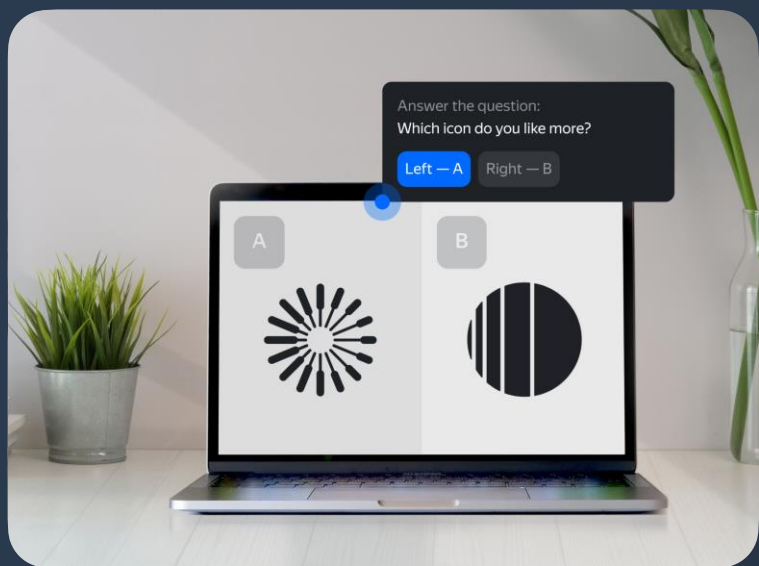 Answer the question:
Which icon do you like more?
Left — A
Right — B
A
B